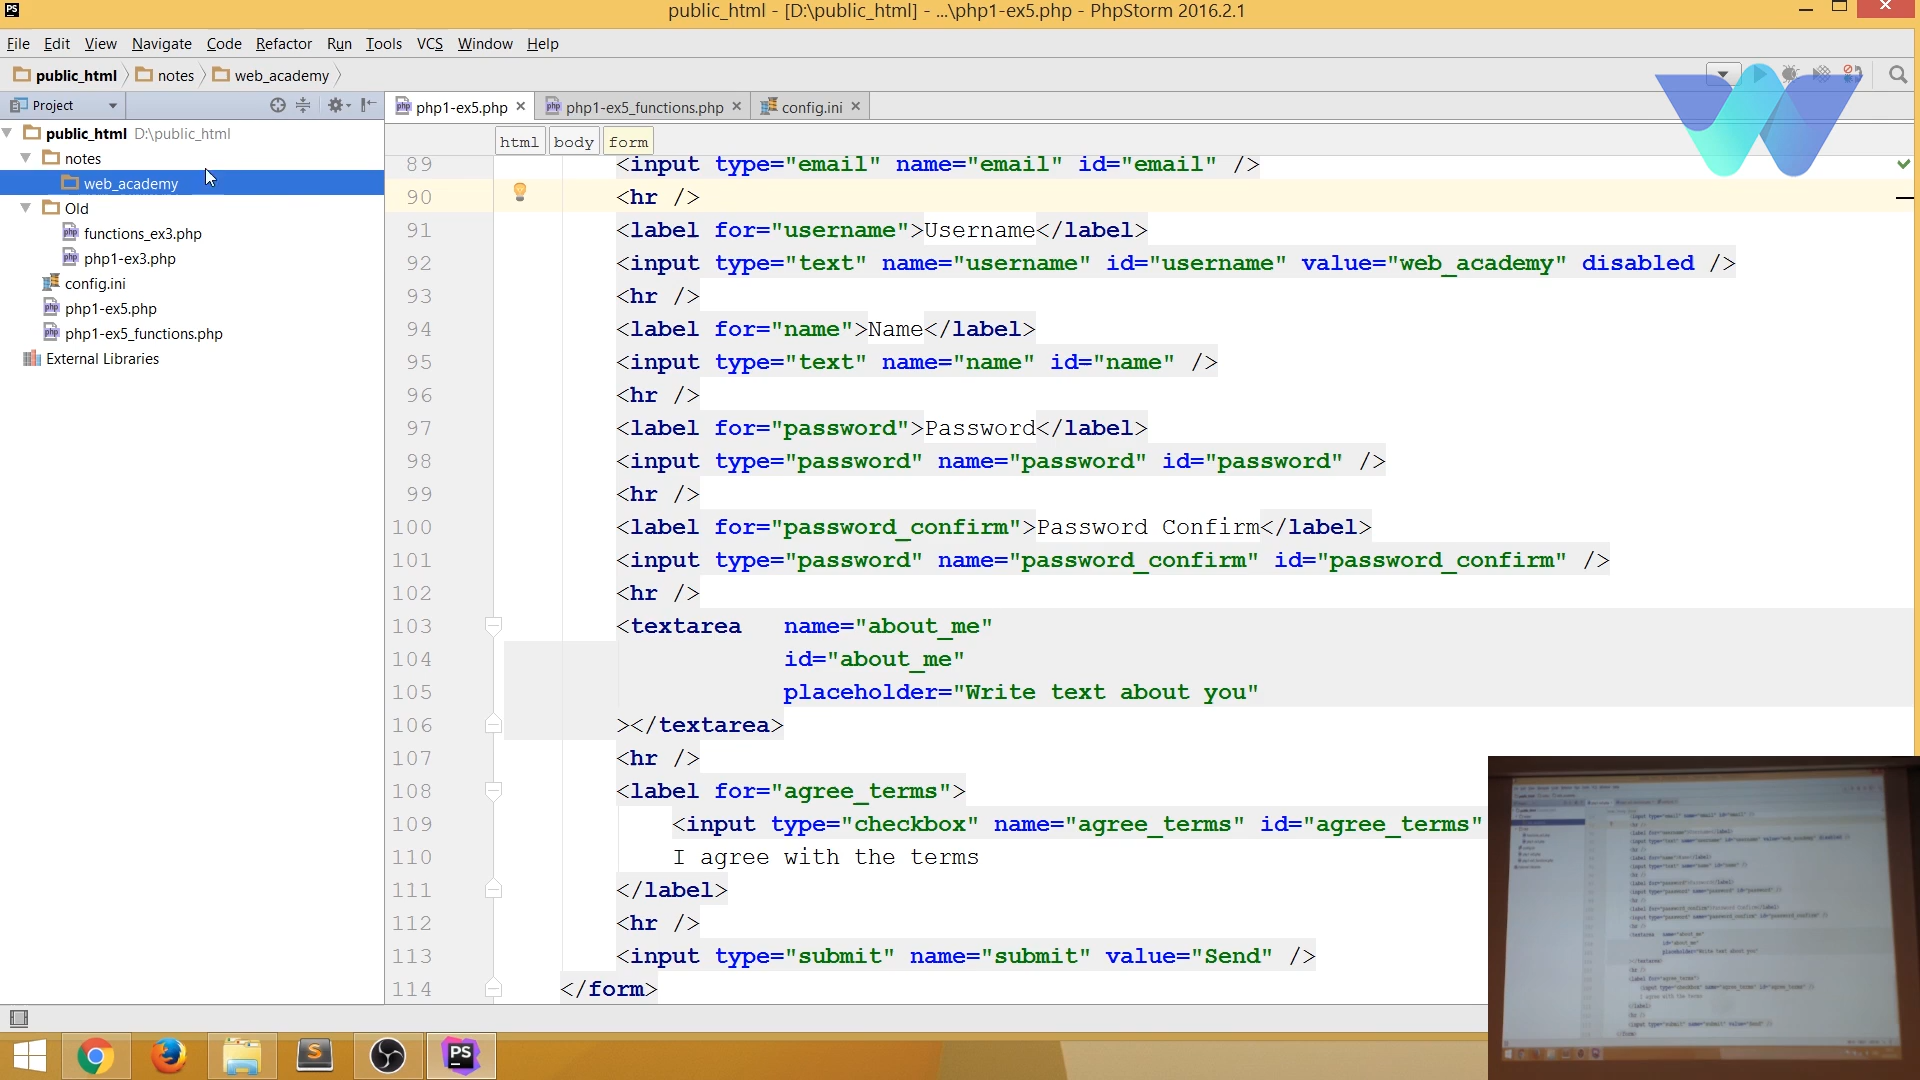 PS public_html - [D:\public_html] - ...\php1-ex5.php - PhpStorm 2016.2.1
File Edit View Navigate Code Refactor Run Tools VCS Window Help
public_html notes web_academy
Project
php1-ex5.php php1-ex5_functions.php config.ini
public_html D:\public_html
notes
web_academy
Old
functions_ex3.php
php1-ex3.php
config.ini
php1-ex5.php
php1-ex5_functions.php
External Libraries
html body form
89 <input type="email" name="email" id="email" />
90 <hr />
91 <label for="username">Username</label>
92 <input type="text" name="username" id="username" value="web_academy" disabled />
93 <hr />
94 <label for="name">Name</label>
95 <input type="text" name="name" id="name" />
96 <hr />
97 <label for="password">Password</label>
98 <input type="password" name="password" id="password" />
99 <hr />
100 <label for="password_confirm">Password Confirm</label>
101 <input type="password" name="password_confirm" id="password_confirm" />
102 <hr />
103 <textarea name="about_me"
104 id="about_me"
105 placeholder="Write text about you"
106 ></textarea>
107 <hr />
108 <label for="agree_terms">
109 <input type="checkbox" name="agree_terms" id="agree_terms"
110 I agree with the terms
111 </label>
112 <hr />
113 <input type="submit" name="submit" value="Send" />
114 </form>
S
PS